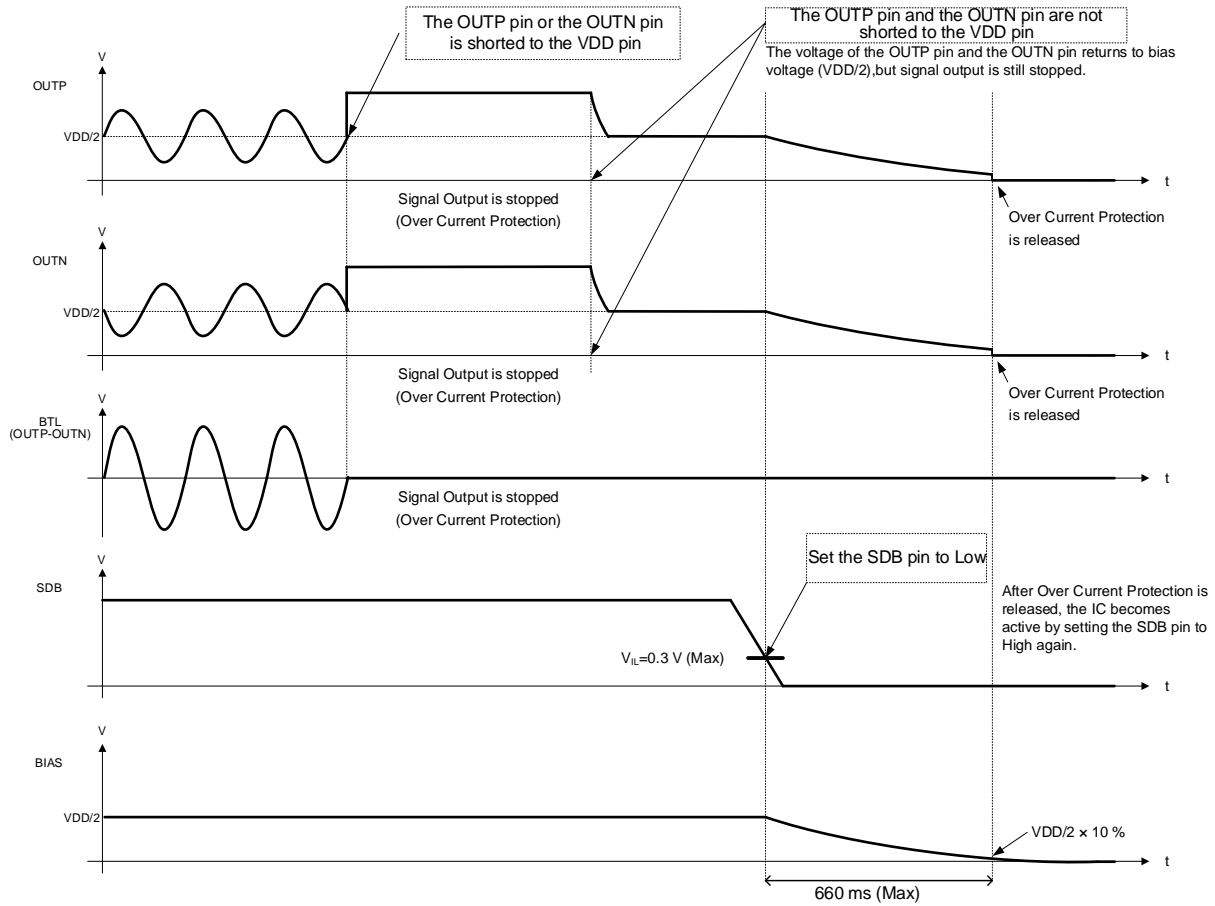 The OUTP pin or the OUTN pin
is shorted to the VDD pin
The OUTP pin and the OUTN pin are not
shorted to the VDD pin
The voltage of the OUTP pin and the OUTN pin returns to bias
voltage (VDD/2),but signal output is still stopped.
V
OUTP
VDD/2
t
Signal Output is stopped
(Over Current Protection)
Over Current Protection
is released
V
OUTN
VDD/2
t
Signal Output is stopped
(Over Current Protection)
Over Current Protection
is released
V
BTL
(OUTP-OUTN)
t
Signal Output is stopped
(Over Current Protection)
Set the SDB pin to Low
V
SDB
After Over Current Protection is
released, the IC becomes
active by setting the SDB pin to
High again.
VIL=0.3 V (Max)
t
V
BIAS
VDD/2
VDD/2 × 10 %
t
660 ms (Max)